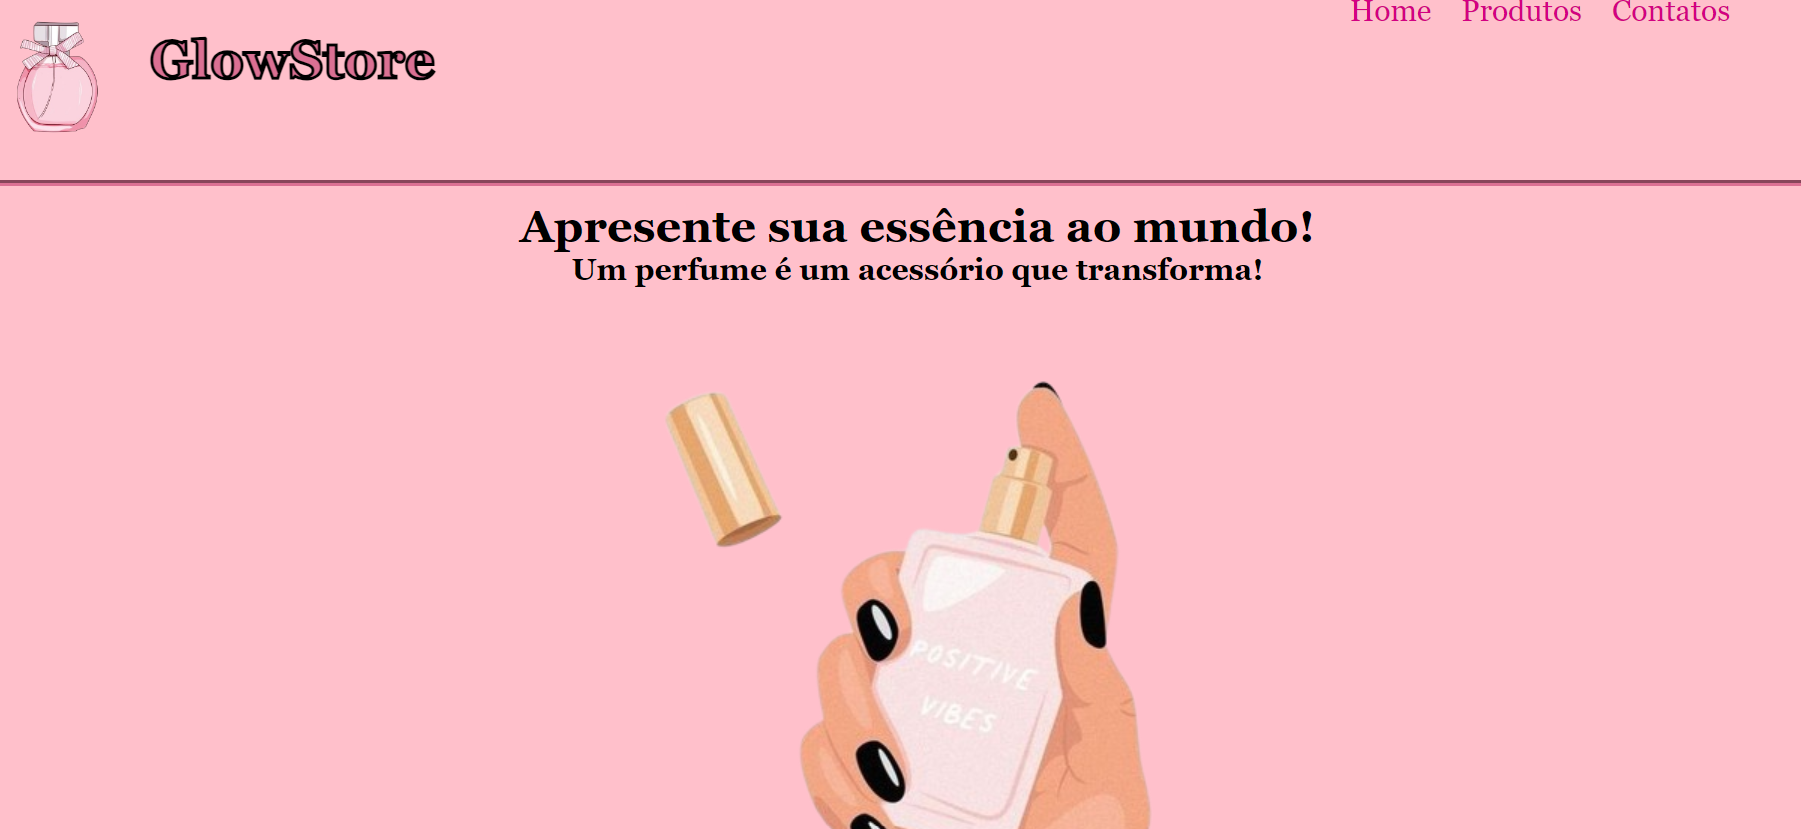 GlowStore
Home Produtos Contatos
Apresente sua essência ao mundo!
Um perfume é um acessório que transforma!
POSITIVE
VIBES